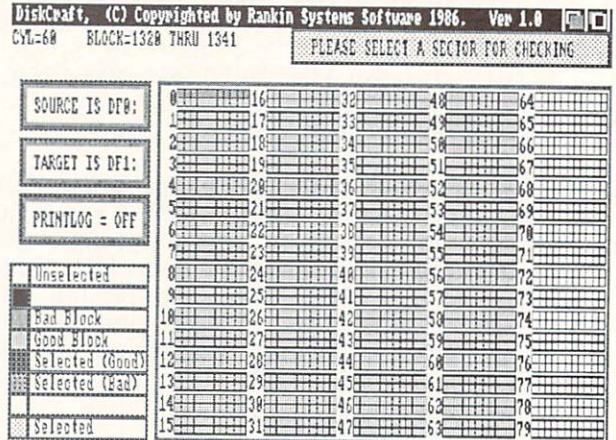 DiskCraft, (C) Copyrighted by Rankin Systems Software 1986. Ver 1.0
CYL=60 BLOCK=1320 THRU 1341
PLEASE SELECT A SECTOR FOR CHECKING
SOURCE IS DF0:
TARGET IS DF1:
PRINTLOG = OFF
Unselected
Bad Block
Good Block
Selected (Good)
Selected (Bad)
Selected
0 16 32 48 64
1 17 33 49 65
2 18 34 50 66
3 19 35 51 67
4 20 36 52 68
5 21 37 53 69
6 22 38 54 70
7 23 39 55 71
8 24 40 56 72
9 25 41 57 73
10 26 42 58 74
11 27 43 59 75
12 28 44 60 76
13 29 45 61 77
14 30 46 62 78
15 31 47 63 79